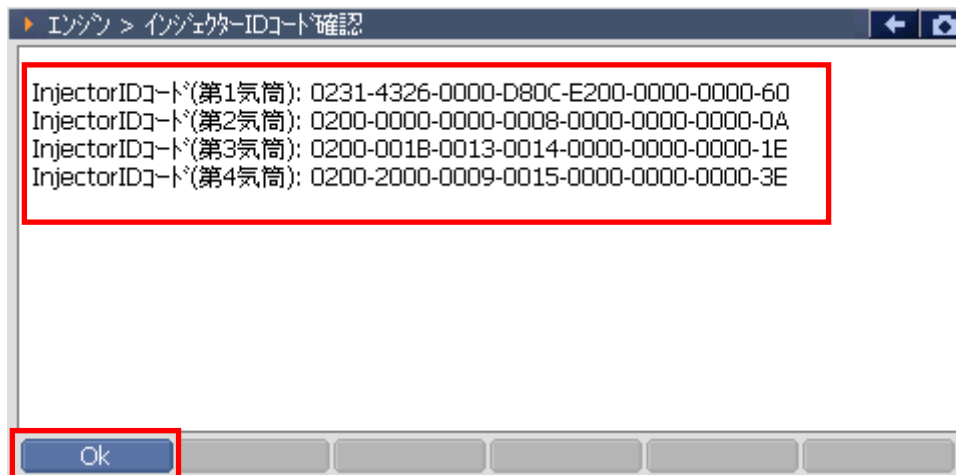 エンジン > インジェクターIDコード確認
InjectorIDコード(第1気筒): 0231-4326-0000-D80C-E200-0000-0000-60
InjectorIDコード(第2気筒): 0200-0000-0000-0008-0000-0000-0000-0A
InjectorIDコード(第3気筒): 0200-001B-0013-0014-0000-0000-0000-1E
InjectorIDコード(第4気筒): 0200-2000-0009-0015-0000-0000-0000-3E
Ok